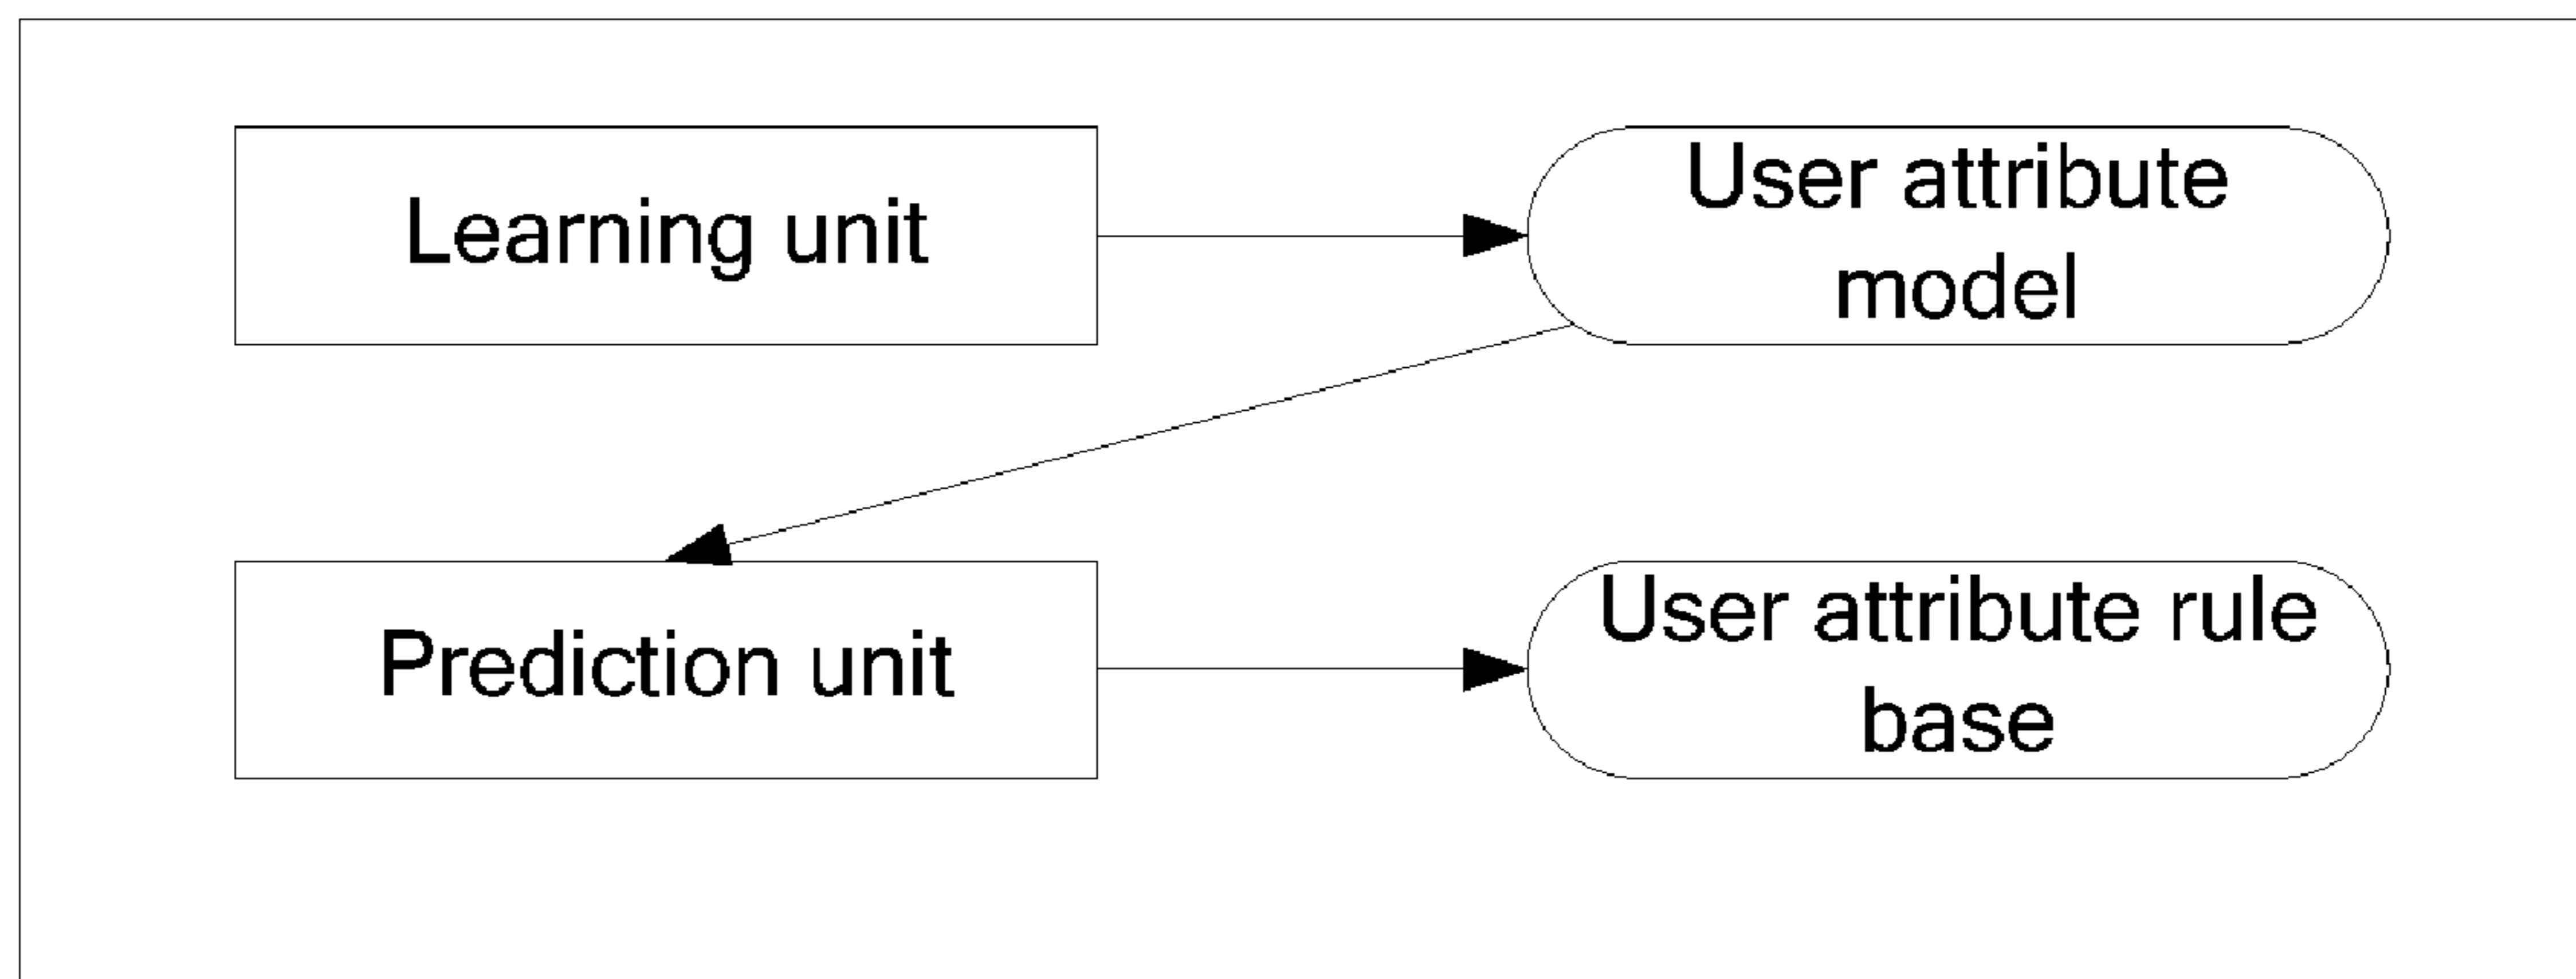 Learning unit
User attribute
model
Prediction unit
User attribute rule
base